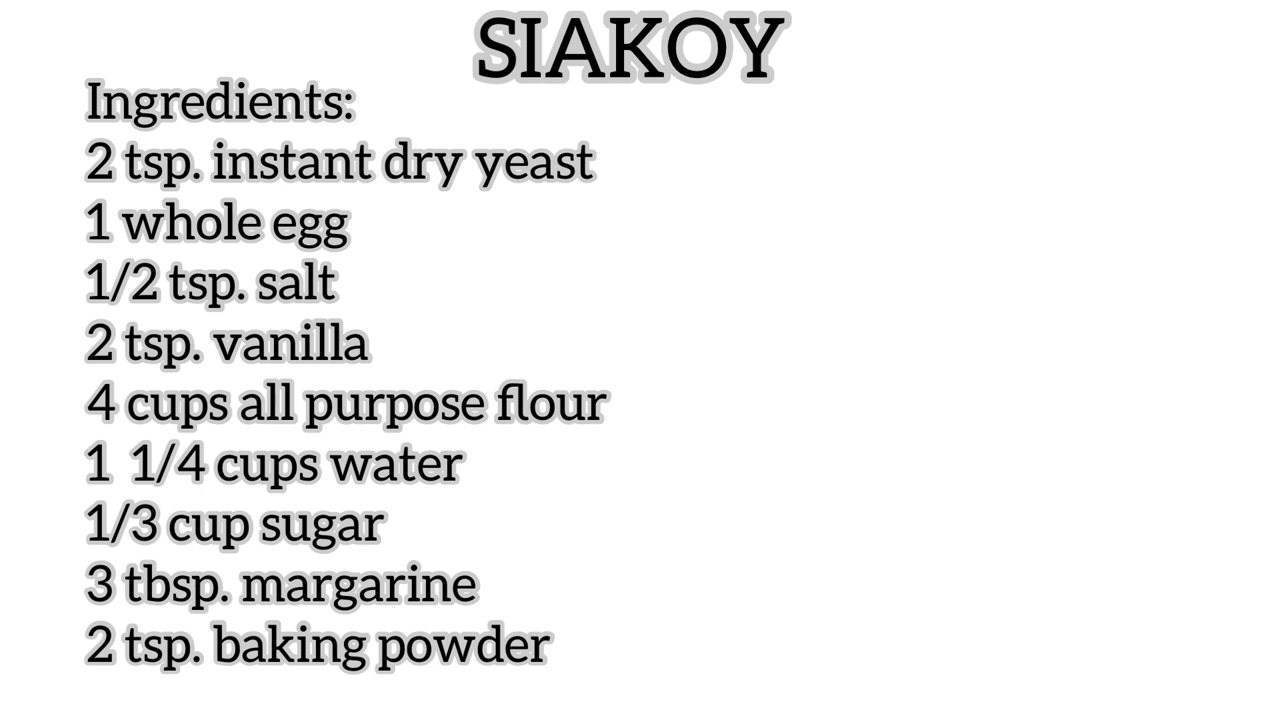 SIAKOY
Ingredients:
2 tsp. instant dry yeast
1 whole egg
1/2 tsp. salt
2 tsp. vanilla
4 cups all purpose flour
1  1/4 cups water
1/3 cup sugar
3 tbsp. margarine
2 tsp. baking powder